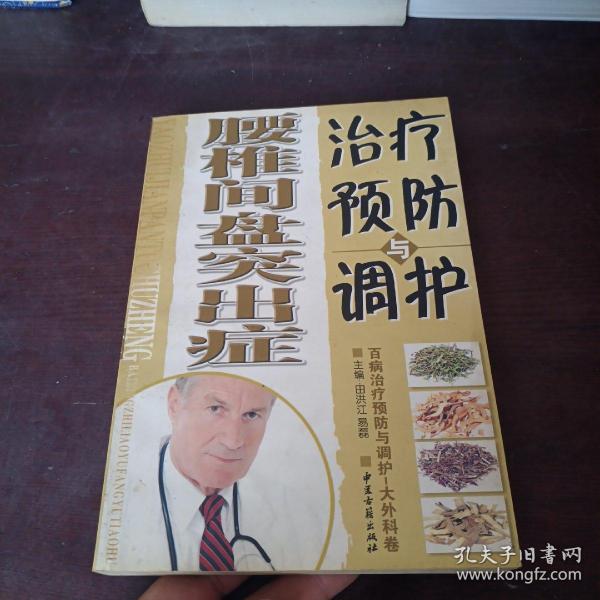 腰椎间盘突出症
治疗
预防
与
调护
百病治疗预防与调护-大外科卷
主编 田洪江 易磊
中医古籍出版社
孔夫子旧书网
www.kongfz.com